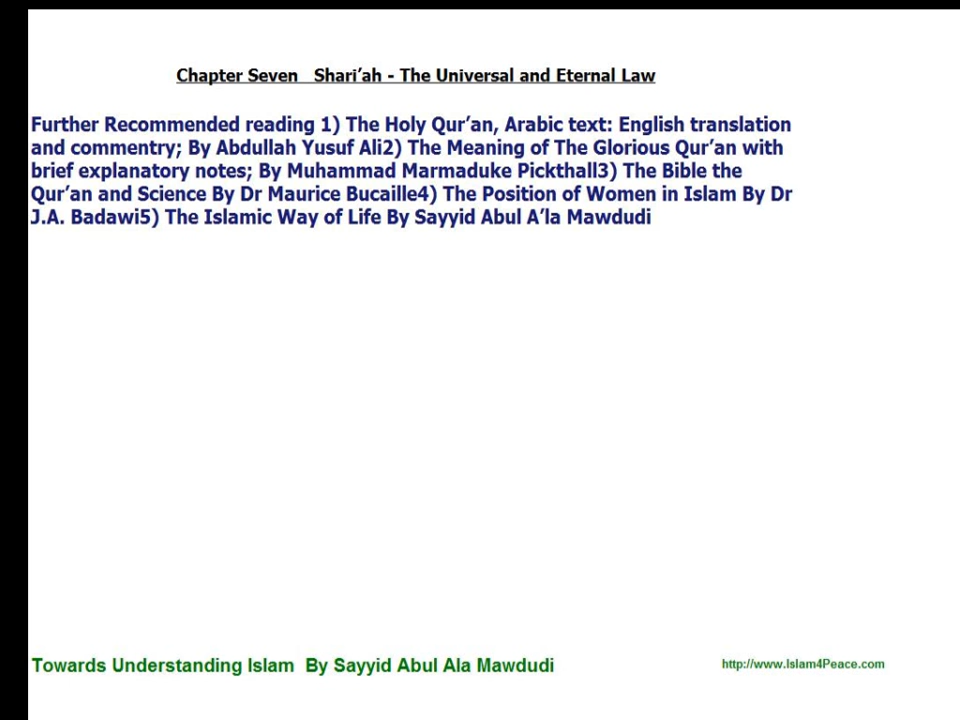 Chapter Seven   Shari'ah - The Universal and Eternal Law
Further Recommended reading 1) The Holy Qur'an, Arabic text: English translation
and commentry; By Abdullah Yusuf Ali2) The Meaning of The Glorious Qur'an with
brief explanatory notes; By Muhammad Marmaduke Pickthall3) The Bible the
Qur'an and Science By Dr Maurice Bucaille4) The Position of Women in Islam By Dr
J.A. Badawi5) The Islamic Way of Life By Sayyid Abul A'la Mawdudi
Towards Understanding Islam  By Sayyid Abul Ala Mawdudi
http://www.Islam4Peace.com